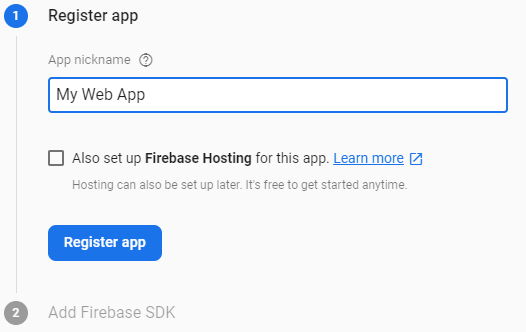 1 Register app
App nickname ?
My Web App
Also set up Firebase Hosting for this app. Learn more
Hosting can also be set up later. It's free to get started anytime.
Register app
2 Add Firebase SDK